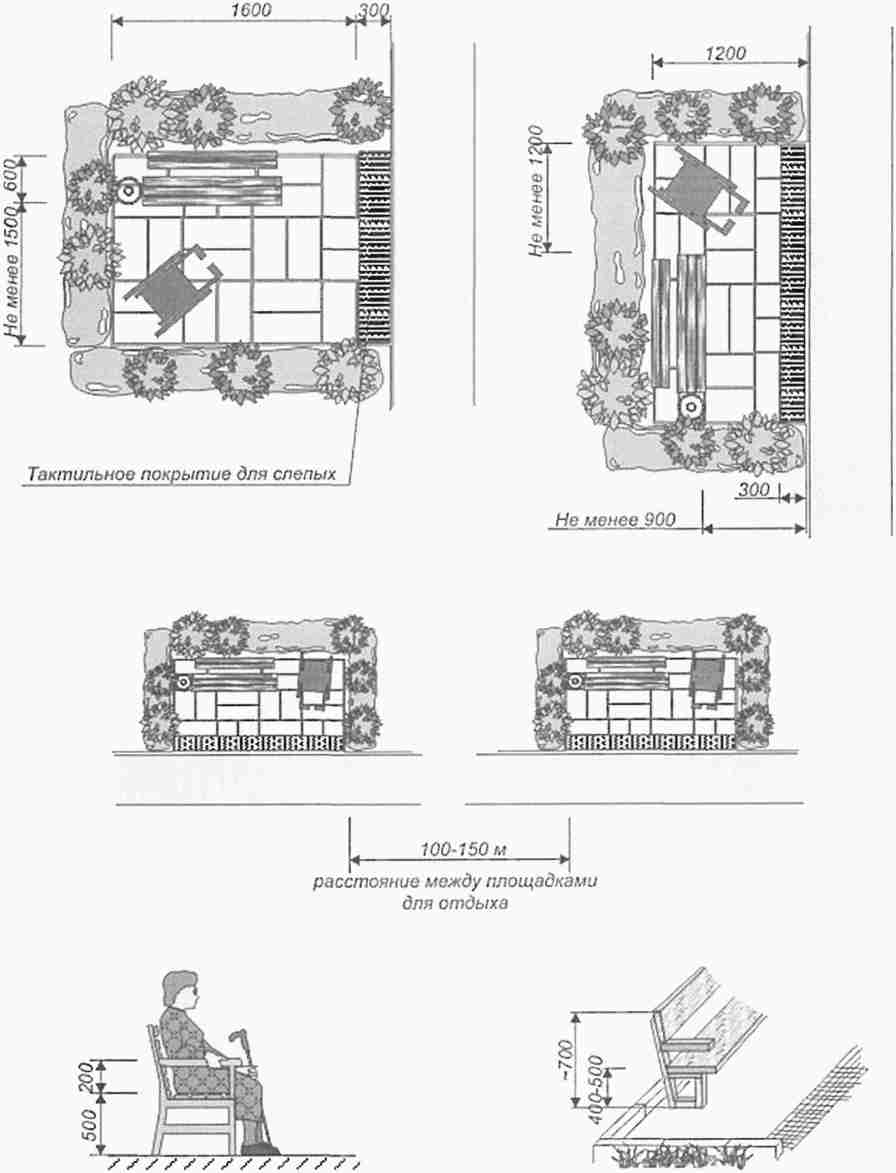 1600
300
600
Не менее 1500
Тактильное покрытие для слепых
1200
Не менее 1200
300
Не менее 900
100-150 м
расстояние между площадками
для отдыха
200
500
~700
400-500